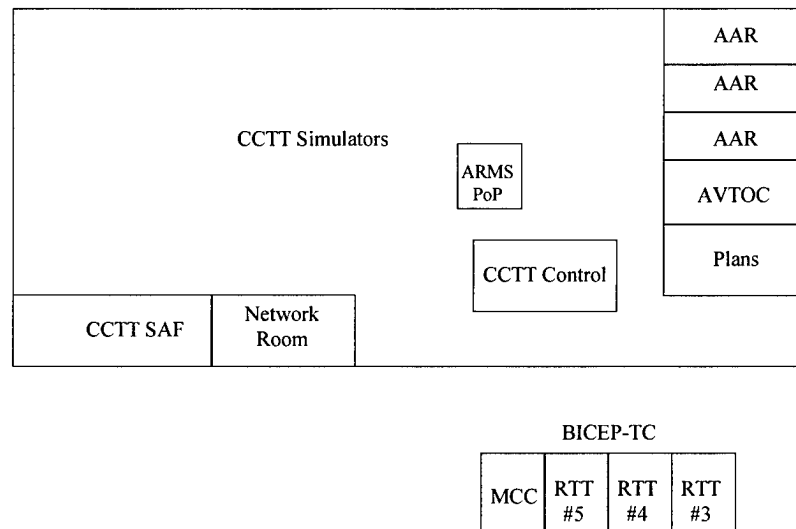 AAR
AAR
CCTT Simulators
AAR
ARMS
PoP
AVTOC
Plans
CCTT Control
CCTT SAF
Network
Room
BICEP-TC
MCC
RTT
#5
RTT
#4
RTT
#3